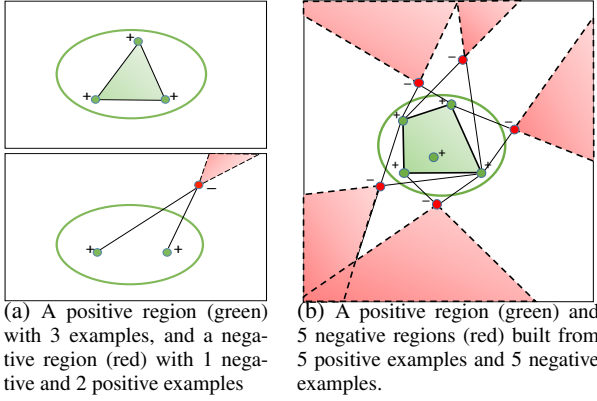 +
+ +
−
+ +
(a) A positive region (green)
with 3 examples, and a nega-
tive region (red) with 1 nega-
tive and 2 positive examples
−
−
+
+
−
+
+ +
−
−
(b) A positive region (green) and
5 negative regions (red) built from
5 positive examples and 5 negative
examples.